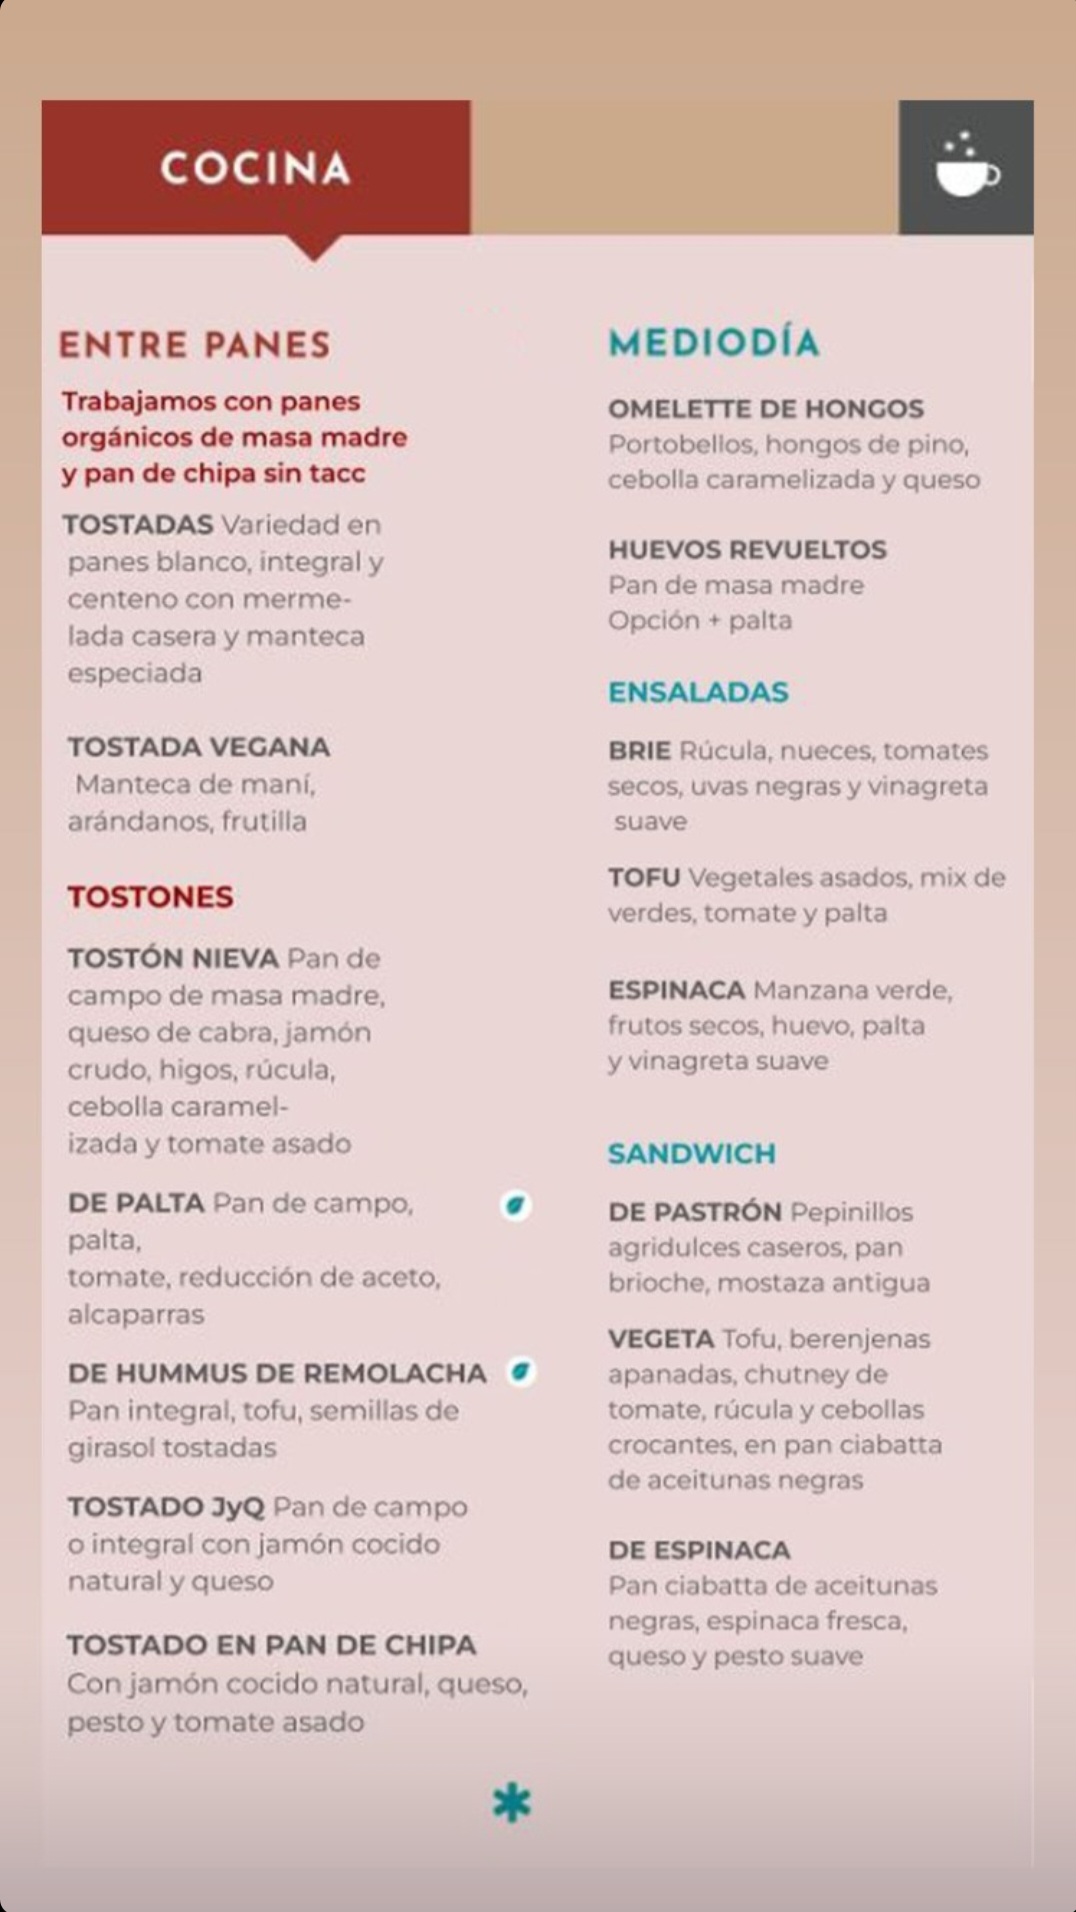 COCINA
ENTRE PANES
Trabajamos con panes
orgánicos de masa madre
y pan de chipa sin tacc
TOSTADAS Variedad en
panes blanco, integral y
centeno con merme-
lada casera y manteca
especiada
TOSTADA VEGANA
Manteca de maní,
arándanos, frutilla
TOSTONES
TOSTÓN NIEVA Pan de
campo de masa madre,
queso de cabra, jamón
crudo, higos, rúcula,
cebolla caramel-
izada y tomate asado
DE PALTA Pan de campo,
palta,
tomate, reducción de aceto,
alcaparras
DE HUMMUS DE REMOLACHA
Pan integral, tofu, semillas de
girasol tostadas
TOSTADO JyQ Pan de campo
o integral con jamón cocido
natural y queso
TOSTADO EN PAN DE CHIPA
Con jamón cocido natural, queso,
pesto y tomate asado
MEDIODÍA
OMELETTE DE HONGOS
Portobellos, hongos de pino,
cebolla caramelizada y queso
HUEVOS REVUELTOS
Pan de masa madre
Opción + palta
ENSALADAS
BRIE Rúcula, nueces, tomates
secos, uvas negras y vinagreta
suave
TOFU Vegetales asados, mix de
verdes, tomate y palta
ESPINACA Manzana verde,
frutos secos, huevo, palta
y vinagreta suave
SANDWICH
DE PASTRÓN Pepinillos
agridulces caseros, pan
brioche, mostaza antigua
VEGETA Tofu, berenjenas
apanadas, chutney de
tomate, rúcula y cebollas
crocantes, en pan ciabatta
de aceitunas negras
DE ESPINACA
Pan ciabatta de aceitunas
negras, espinaca fresca,
queso y pesto suave